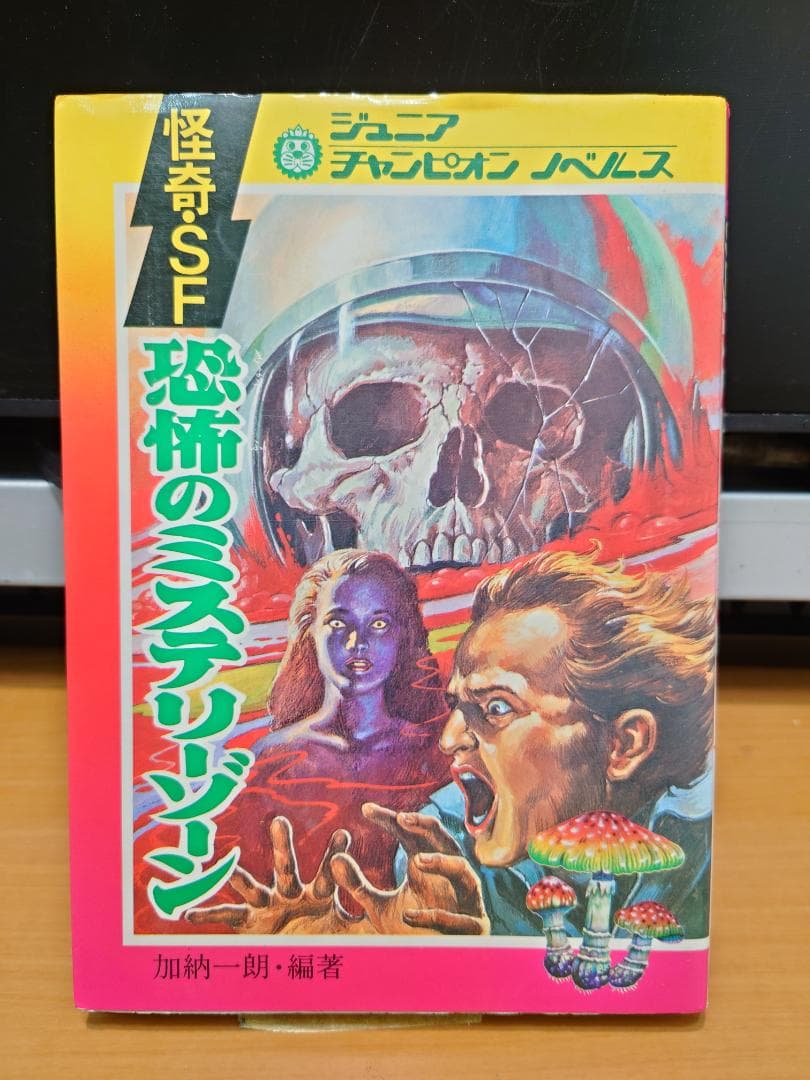 ジュニア
チャンピオン ノベルス
怪奇・SF
恐怖のミステリーゾーン
加納一朗・編著